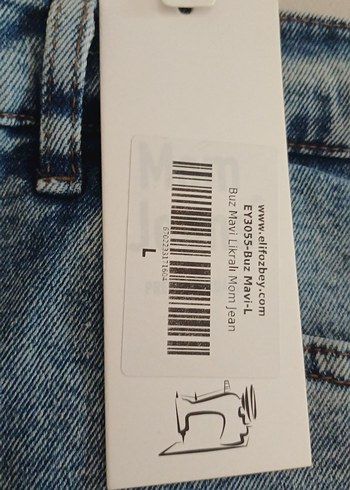 www.elifozbey.com
EY3055-Buz Mavi-L
Buz Mavi Likralı Mom Jean
L